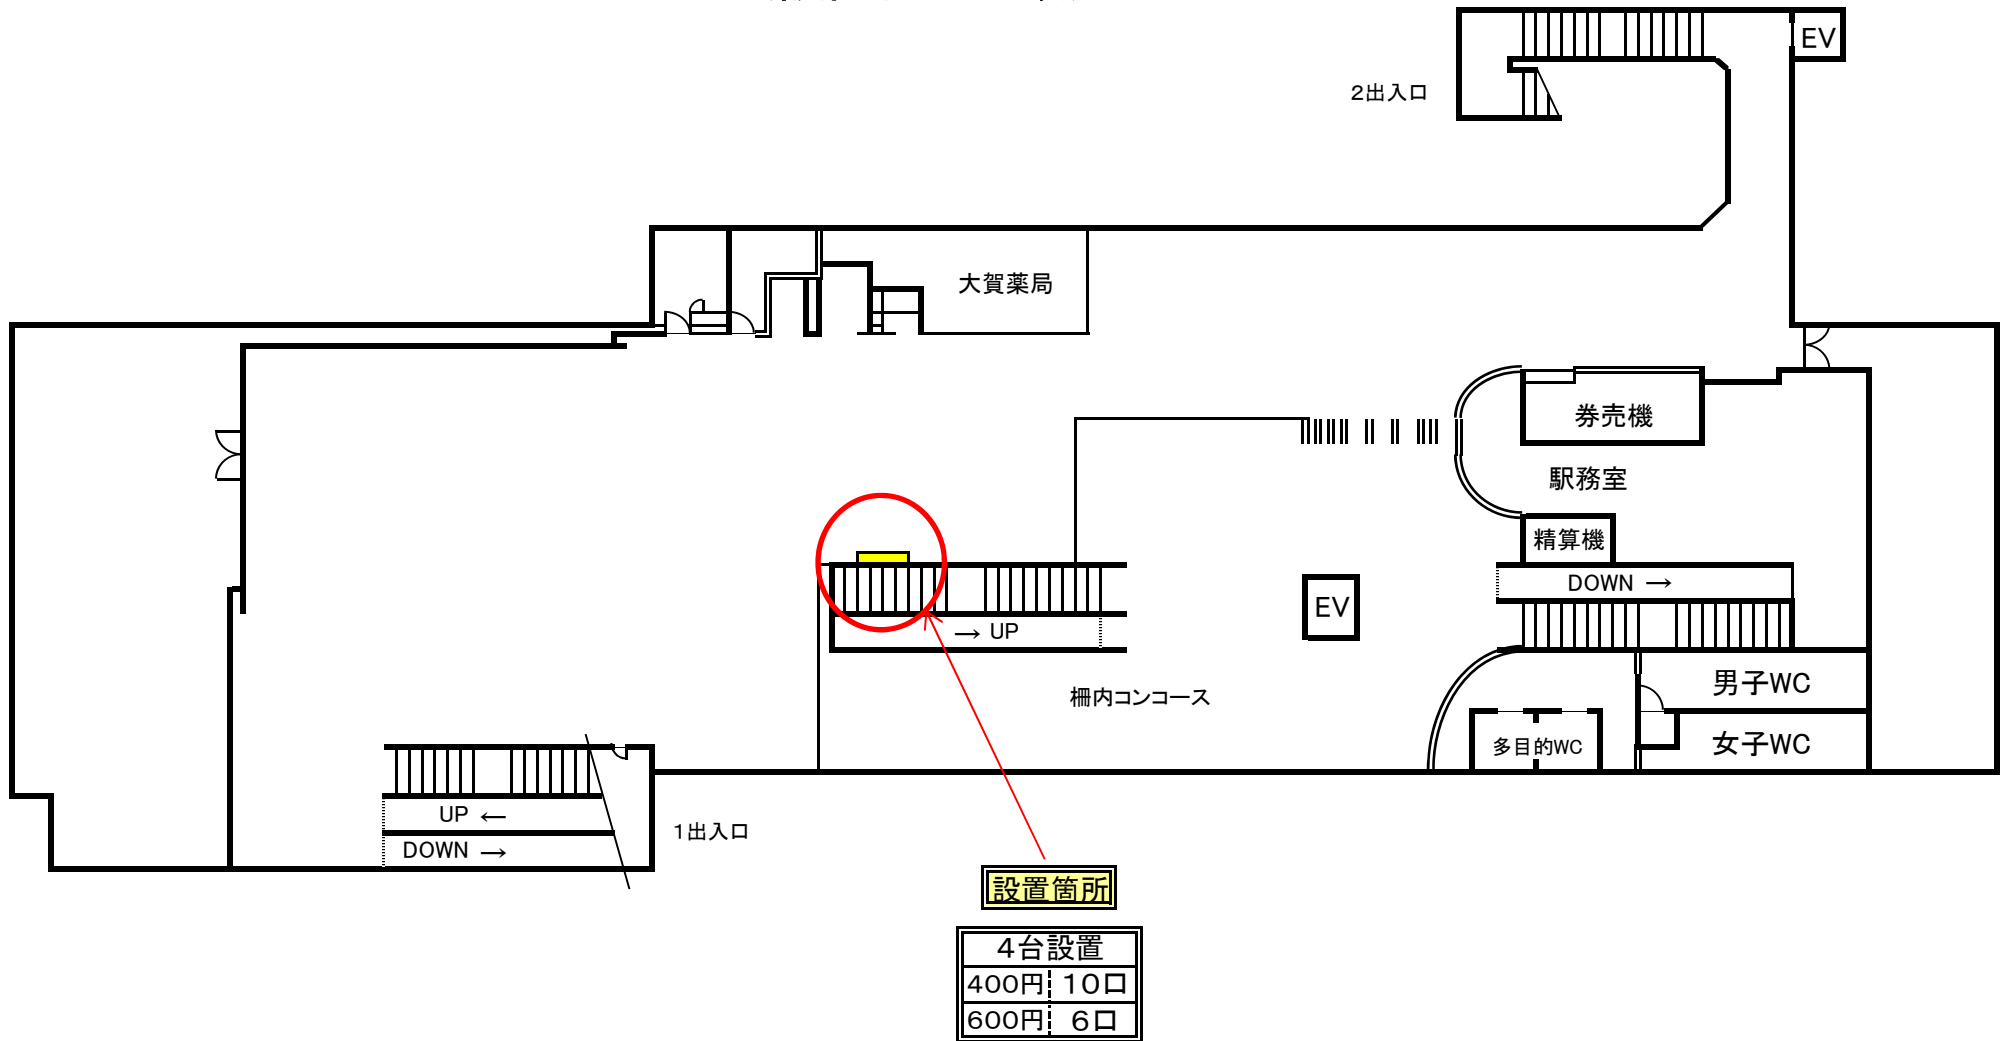 EV
2出入口
大賀薬局
券売機
駅務室
精算機
DOWN →
EV
→ UP
男子WC
柵内コンコース
女子WC
多目的WC
UP ←
1出入口
DOWN →
設置箇所
4台設置
400円 10口
600円 6口